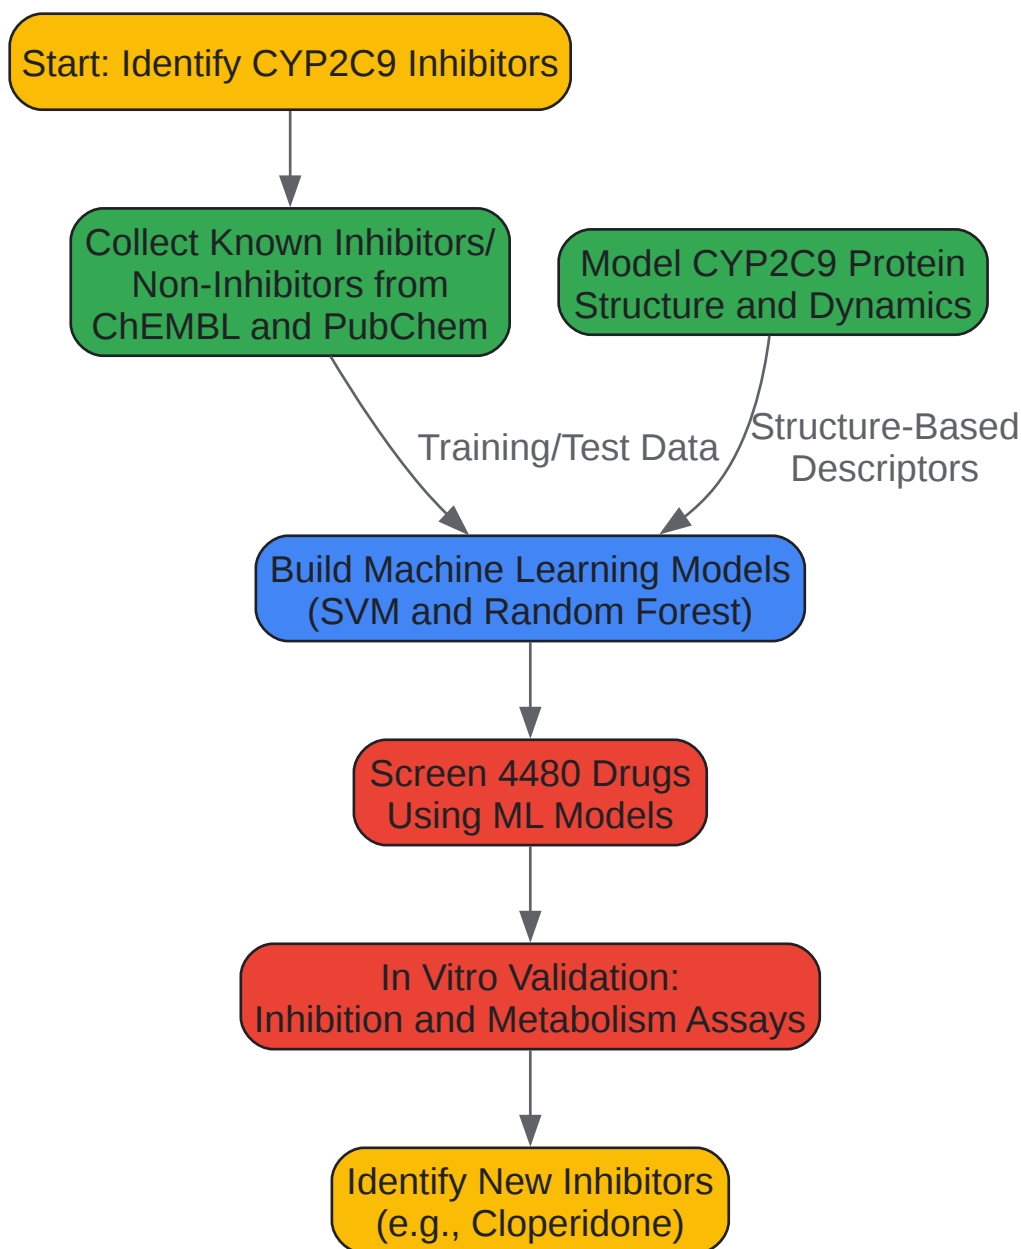 Start: Identify CYP2C9 Inhibitors
Collect Known Inhibitors/
Non-Inhibitors from
ChEMBL and PubChem
Model CYP2C9 Protein
Structure and Dynamics
Training/Test Data
Structure-Based
Descriptors
Build Machine Learning Models
(SVM and Random Forest)
Screen 4480 Drugs
Using ML Models
In Vitro Validation:
Inhibition and Metabolism Assays
Identify New Inhibitors
(e.g., Cloperidone)